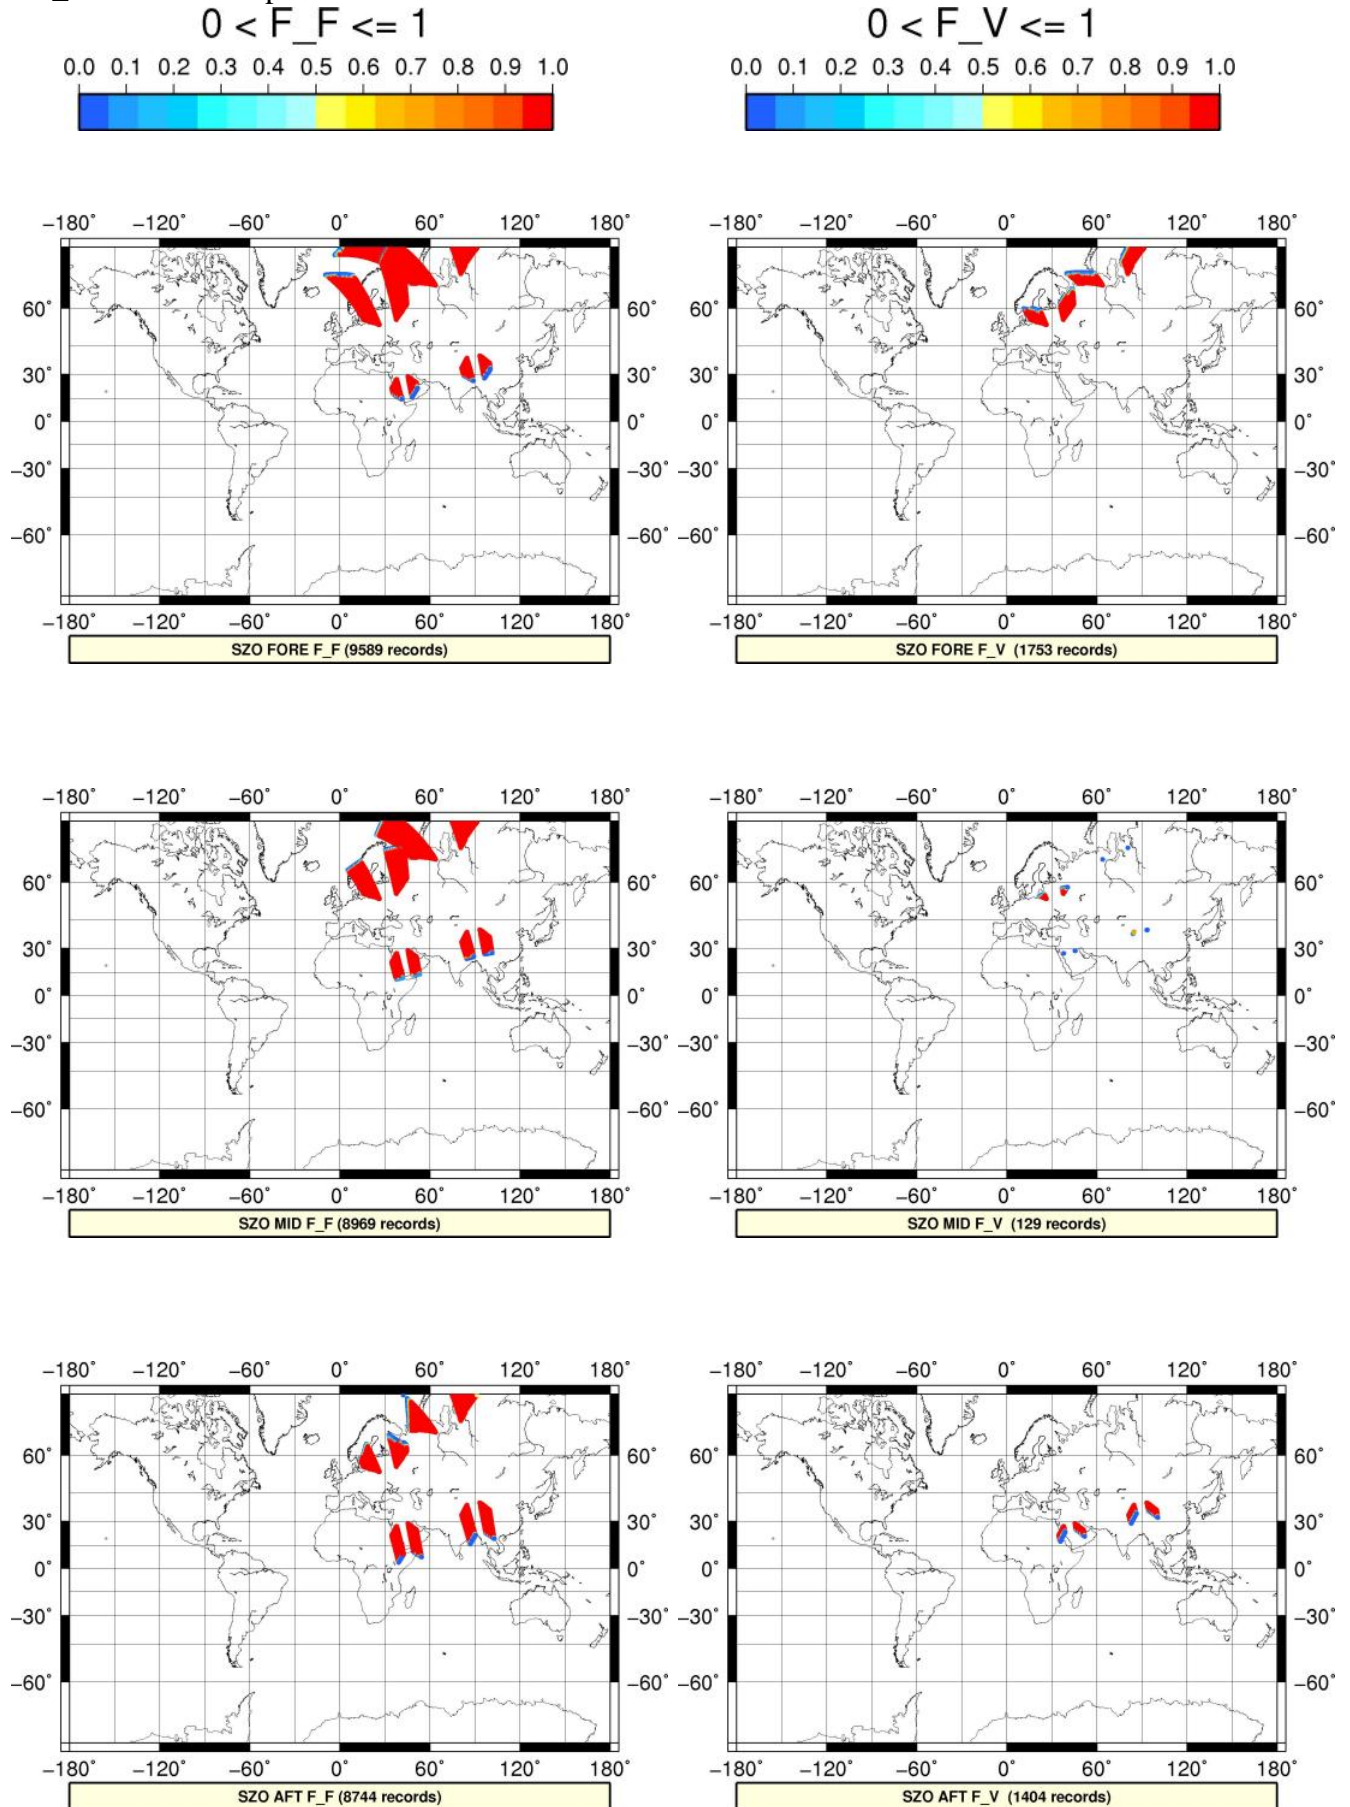 0 < F_F <= 1 0 < F_V <= 1
0.0 0.1 0.2 0.3 0.4 0.5 0.6 0.7 0.8 0.9 1.0 0.0 0.1 0.2 0.3 0.4 0.5 0.6 0.7 0.8 0.9 1.0
−180° −120° −60° 0° 60° 120° 180° −180° −120° −60° 0° 60° 120° 180°
60° 60° 60° 60°
30° 30° 30° 30°
0° 0° 0° 0°
−30° −30° −30° −30°
−60° −60° −60° −60°
−180° −120° −60° 0° 60° 120° 180° −180° −120° −60° 0° 60° 120° 180°
SZO FORE F_F (9589 records) SZO FORE F_V (1753 records)
−180° −120° −60° 0° 60° 120° 180° −180° −120° −60° 0° 60° 120° 180°
60° 60° 60° 60°
30° 30° 30° 30°
0° 0° 0° 0°
−30° −30° −30° −30°
−60° −60° −60° −60°
−180° −120° −60° 0° 60° 120° 180° −180° −120° −60° 0° 60° 120° 180°
SZO MID F_F (8969 records) SZO MID F_V (129 records)
−180° −120° −60° 0° 60° 120° 180° −180° −120° −60° 0° 60° 120° 180°
60° 60° 60° 60°
30° 30° 30° 30°
0° 0° 0° 0°
−30° −30° −30° −30°
−60° −60° −60° −60°
−180° −120° −60° 0° 60° 120° 180° −180° −120° −60° 0° 60° 120° 180°
SZO AFT F_F (8744 records) SZO AFT F_V (1404 records)